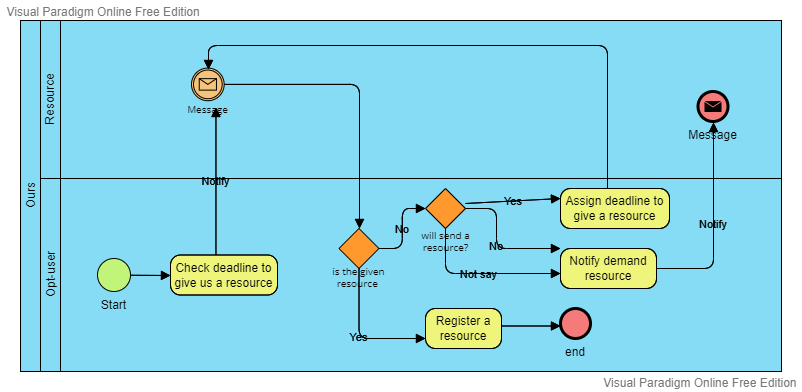 Visual Paradigm Online Free Edition
Ours
Resource
Message
Message
Notify
Opt-user
Start
Check deadline to
give us a resource
is the given
resource
No
Yes
will send a
resource?
Yes
No
Not say
Assign deadline to
give a resource
Notify demand
resource
Notify
Register a
resource
end
Visual Paradigm Online Free Edition